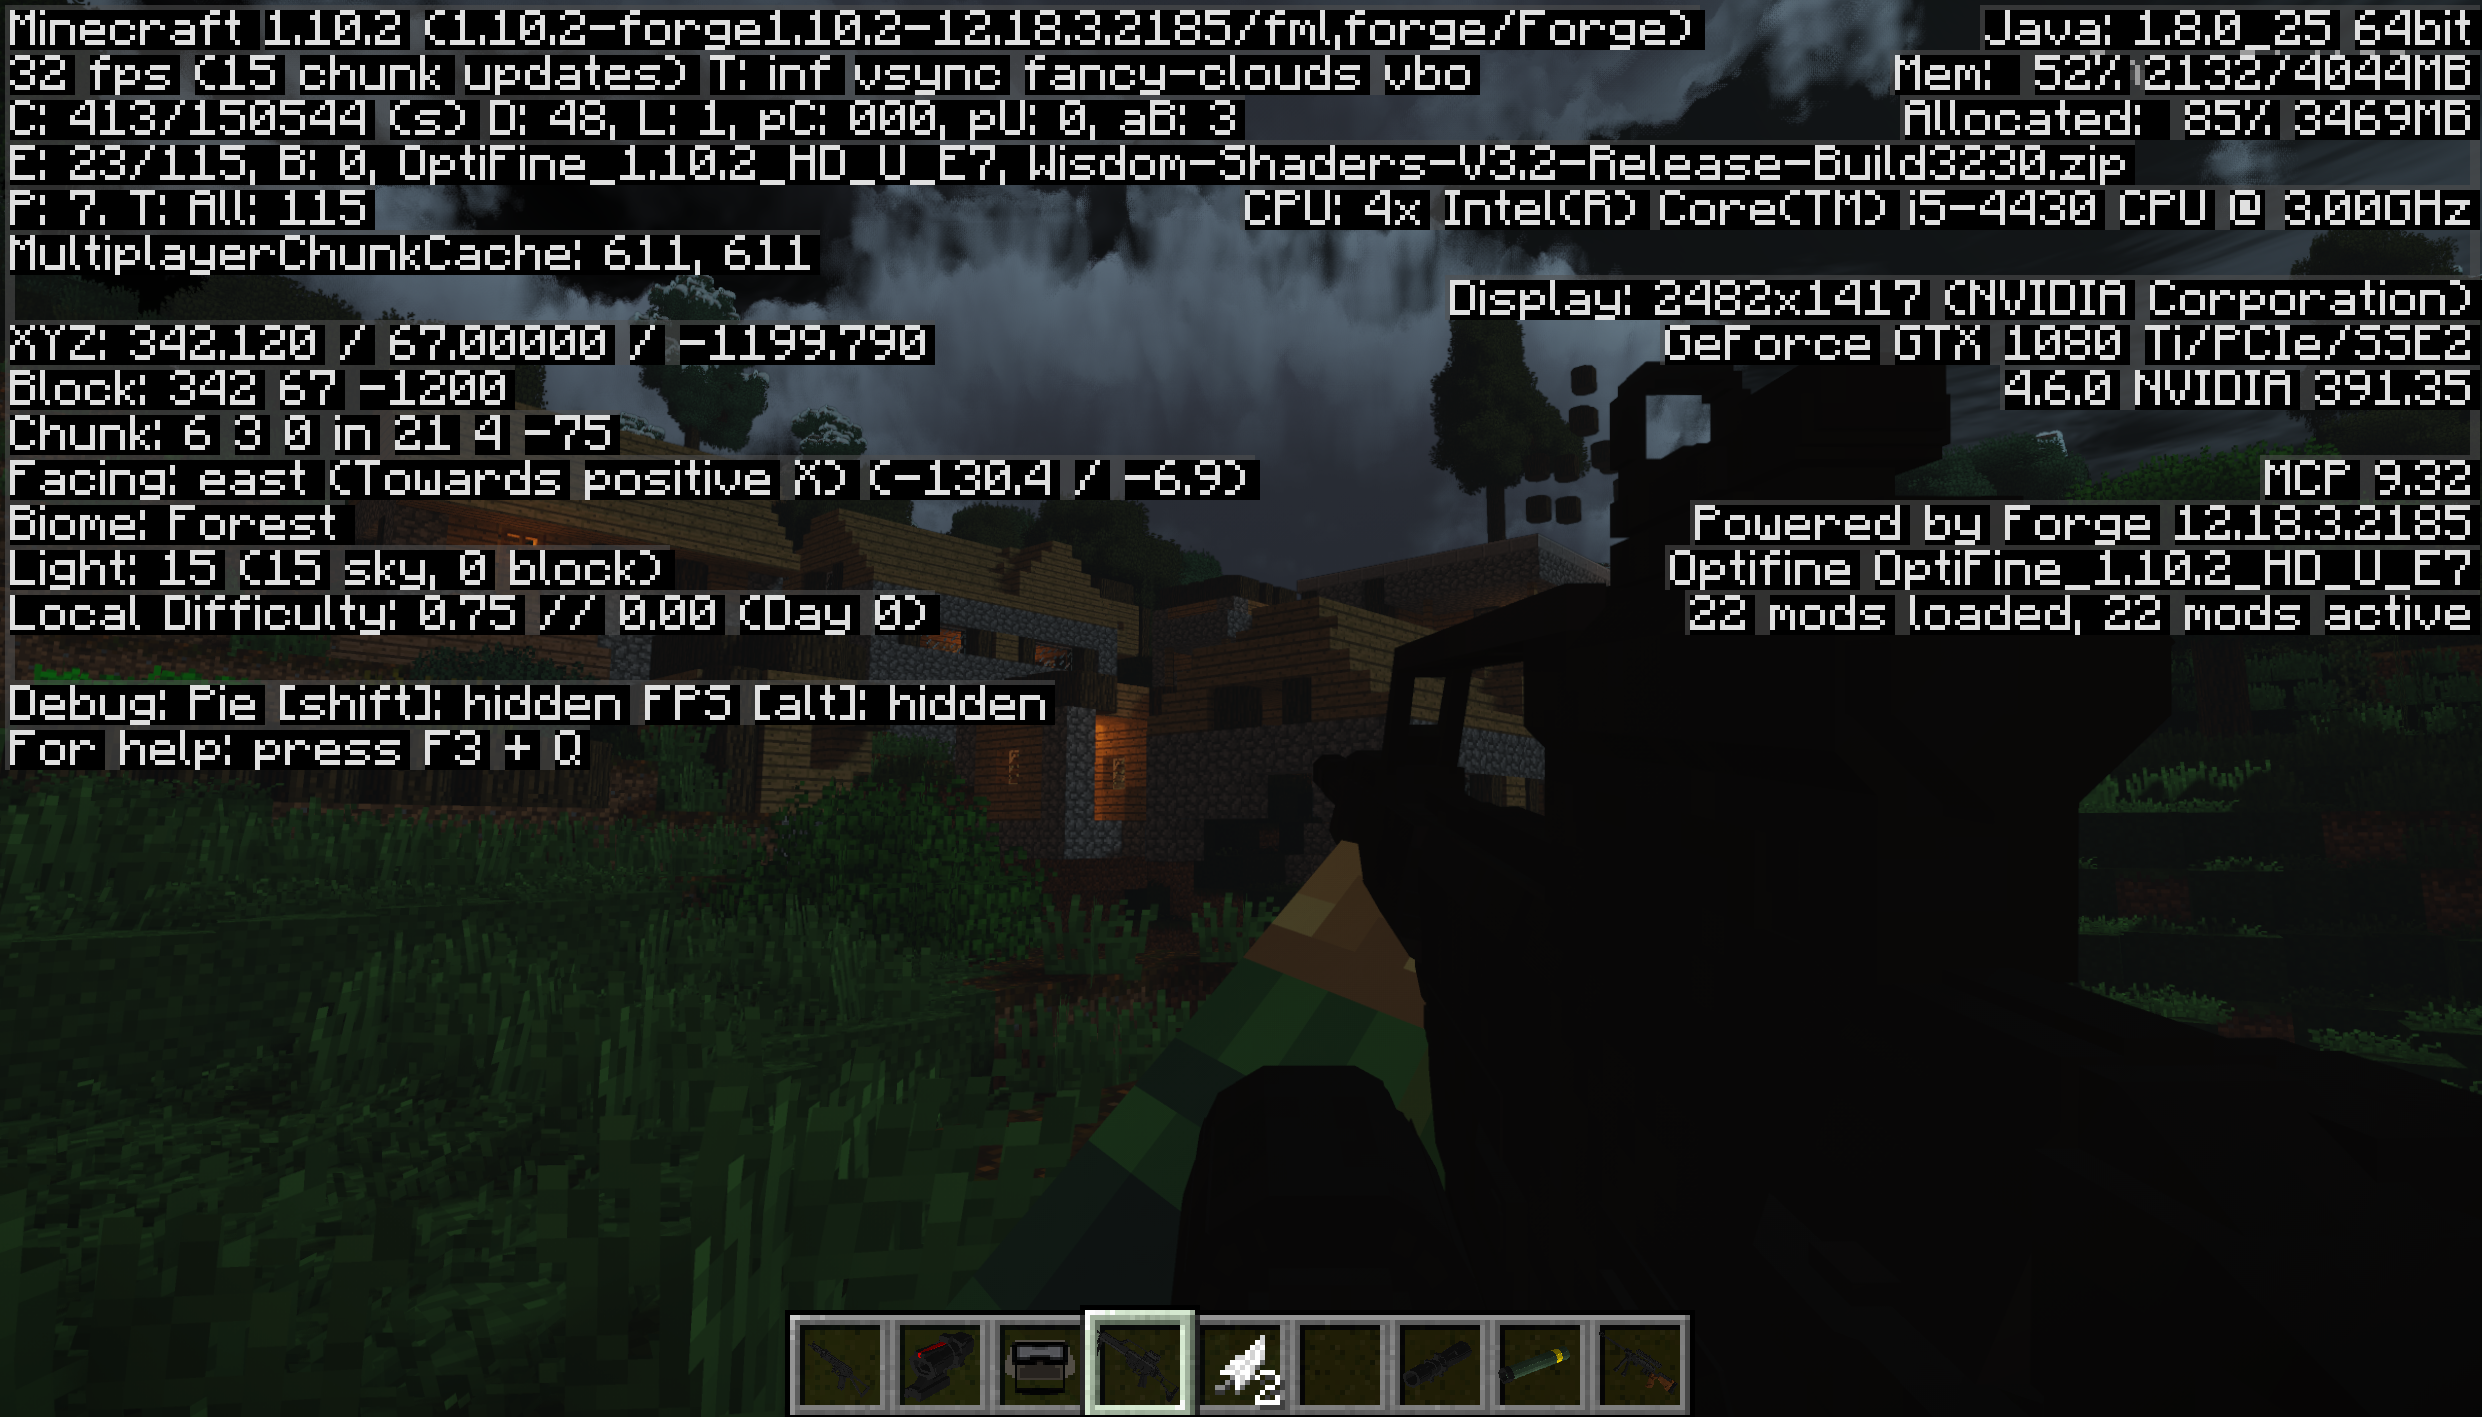 Minecraft 1.10.2 (1.10.2-forge1.10.2-12.18.3.2185/fml,forge/Forge)
32 fps (15 chunk updates) T: inf vsync fancy-clouds vbo
C: 413/150544 (s) D: 48, L: 1, pC: 000, pU: 0, aB: 3
E: 23/115, B: 0, OptiFine_1.10.2_HD_U_E7, Wisdom-Shaders-V3.2-Release-Build3230.zip
P: 7. T: All: 115
MultiplayerChunkCache: 611, 611
XYZ: 342.120 / 67.00000 / -1199.790
Block: 342 67 -1200
Chunk: 6 3 0 in 21 4 -75
Facing: east (Towards positive X) (-130.4 / -6.9)
Biome: Forest
Light: 15 (15 sky, 0 block)
Local Difficulty: 0.75 // 0.00 (Day 0)
Debug: Pie [shift]: hidden FPS [alt]: hidden
For help: press F3 + Q
Java: 1.8.0_25 64bit
Mem: 52% 2132/4044MB
Allocated: 85% 3469MB
CPU: 4x Intel(R) Core(TM) i5-4430 CPU @ 3.00GHz
Display: 2482x1417 (NVIDIA Corporation)
GeForce GTX 1080 Ti/PCIe/SSE2
4.6.0 NVIDIA 391.35
MCP 9.32
Powered by Forge 12.18.3.2185
Optifine OptiFine_1.10.2_HD_U_E7
22 mods loaded, 22 mods active
2